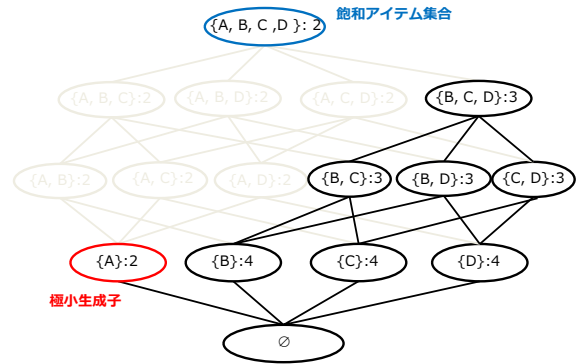 飽和アイテム集合
{A, B, C ,D }: 2
{A, B, C}:2 {A, B, D}:2 {A, C, D}:2 {B, C, D}:3
{A, B}:2 {A, C}:2 {A, D}:2 {B, C}:3 {B, D}:3 {C, D}:3
{A}:2 {B}:4 {C}:4 {D}:4
極小生成子
∅